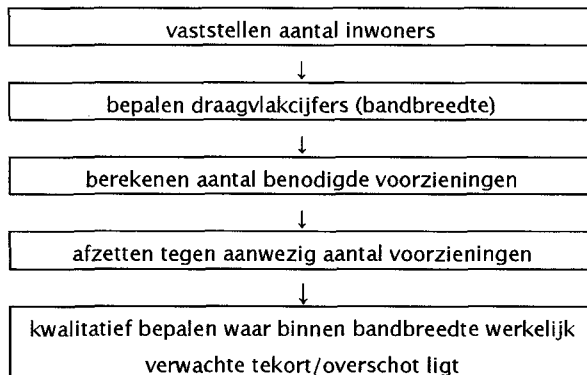 vaststellen aantal inwoners
↓
bepalen draagvlakcijfers (bandbreedte)
↓
berekenen aantal benodigde voorzieningen
↓
afzetten tegen aanwezig aantal voorzieningen
↓
kwalitatief bepalen waar binnen bandbreedte werkelijk
verwachte tekort/overschot ligt